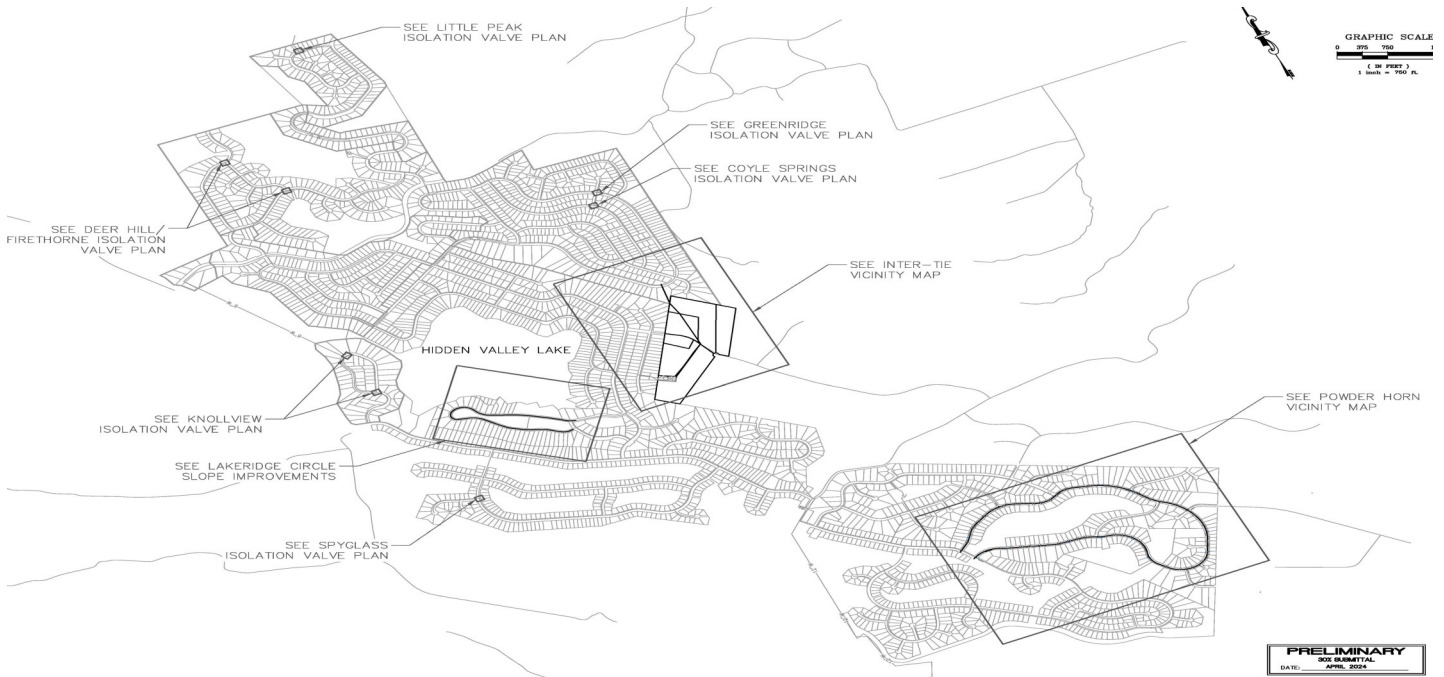 SEE LITTLE PEAK
ISOLATION VALVE PLAN
GRAPHIC SCALE
0 375 750 1
( IN FEET )
1 inch = 750 ft.
SEE GREENRIDGE
ISOLATION VALVE PLAN
SEE COYLE SPRINGS
ISOLATION VALVE PLAN
SEE DEER HILL/
FIRETHORNE ISOLATION
VALVE PLAN
SEE INTER-TIE
VICINITY MAP
HIDDEN VALLEY LAKE
SEE KNOLLVIEW
ISOLATION VALVE PLAN
SEE POWDER HORN
VICINITY MAP
SEE LAKERIDGE CIRCLE
SLOPE IMPROVEMENTS
SEE SPYGLASS
ISOLATION VALVE PLAN
PRELIMINARY
30% SUBMITTAL
DATE: APRIL 2024